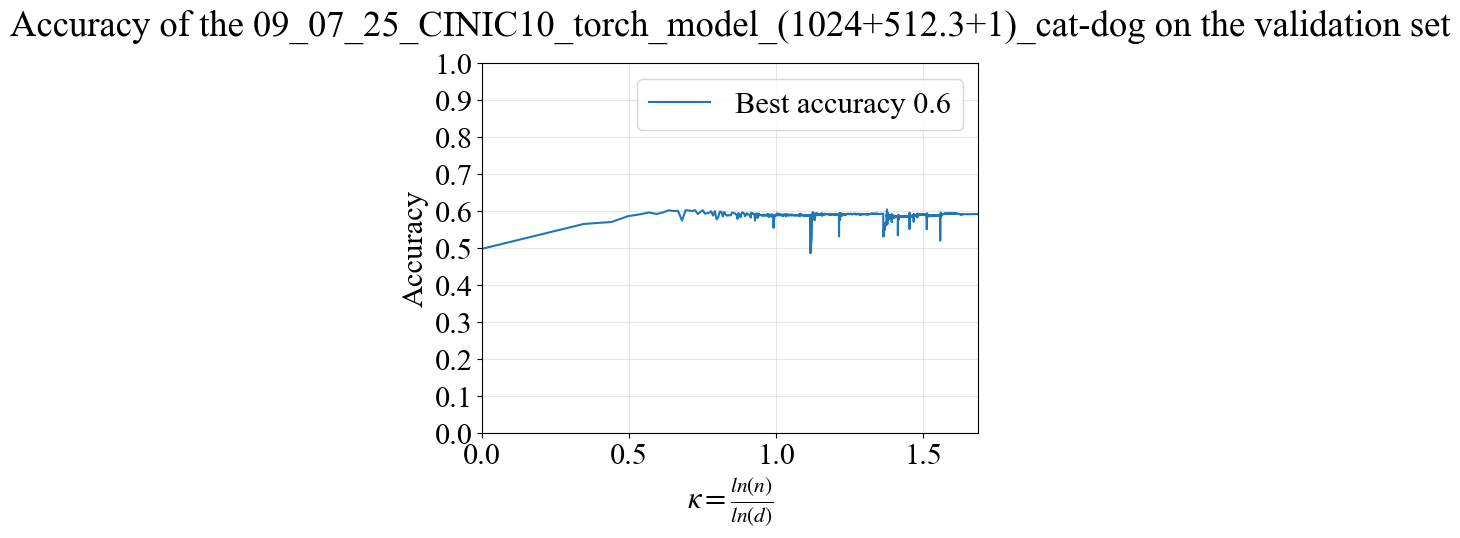 Accuracy of the 09_07_25_CINIC10_torch_model_(1024+512.3+1)_cat-dog on the validation set
Best accuracy 0.6
Accuracy
1.0
0.9
0.8
0.7
0.6
0.5
0.4
0.3
0.2
0.1
0.0
0.0 0.5 1.0 1.5
κ = ln(n)/ln(d)